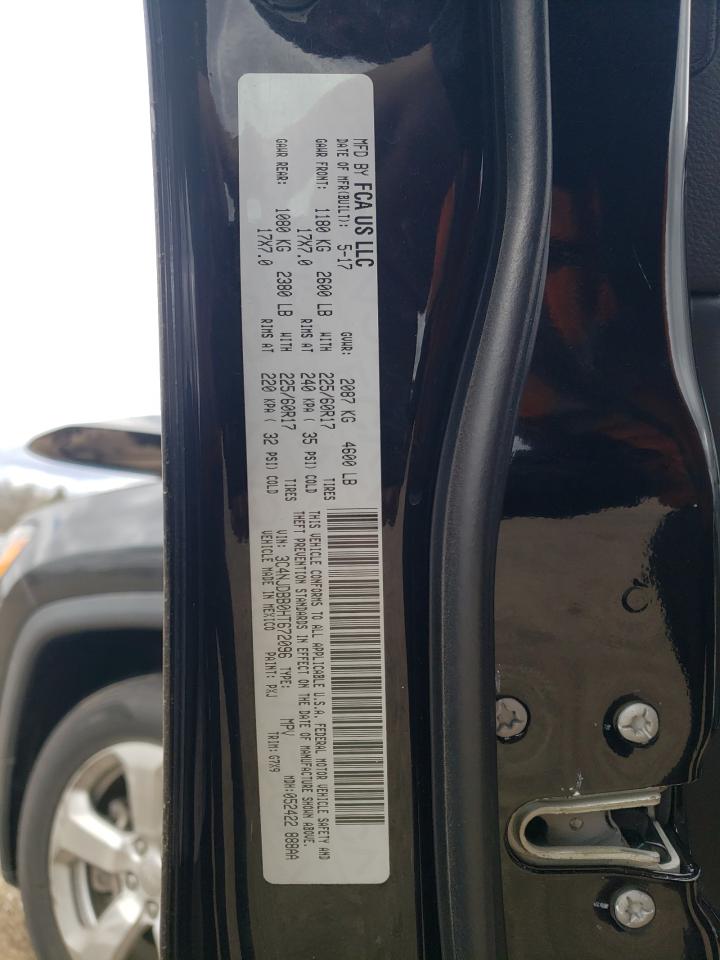 MFD BY FCA US LLC
DATE OF MFR(BUILT): 5-17 GVWR: 2087 KG 4600 LB
GAWR FRONT: 1180 KG 2600 LB WITH 225/60R17 TIRES
17X7.0 RIMS AT 240 KPA ( 35 PSI) COLD
GAWR REAR: 1080 KG 2380 LB WITH 225/60R17 TIRES
17X7.0 RIMS AT 220 KPA ( 32 PSI) COLD
THIS VEHICLE CONFORMS TO ALL APPLICABLE U.S.A. FEDERAL MOTOR VEHICLE SAFETY AND
THEFT PREVENTION STANDARDS IN EFFECT ON THE DATE OF MANUFACTURE SHOWN ABOVE.
VIN: 3C4NJDBB0HT672096 TYPE: MPV MDH:052422 888AA
VEHICLE MADE IN MEXICO PAINT: PXJ TRIM:G7X9